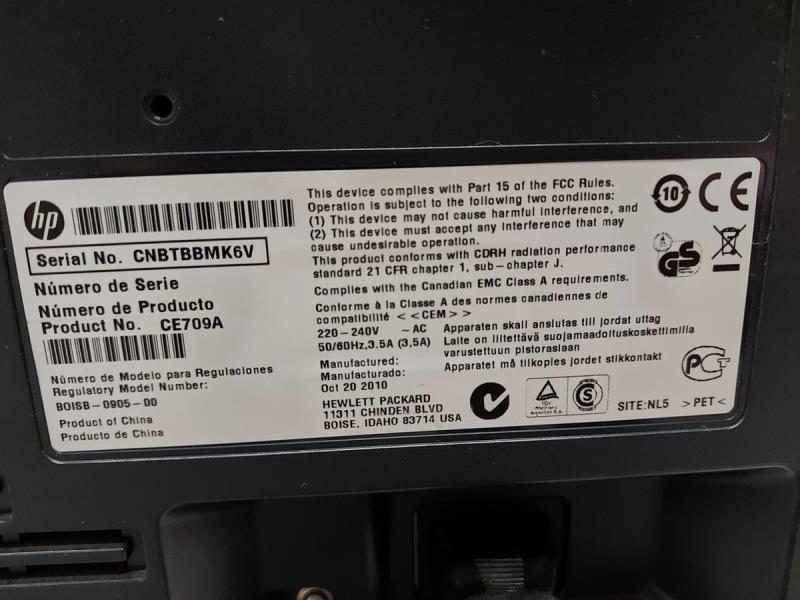 hp
Serial No. CNBTBBMK6V
Número de Serie
Número de Producto
Product No. CE709A
Número de Modelo para Regulaciones
Regulatory Model Number:
BOISB-0905-00
Product of China
Producto de China
This device complies with Part 15 of the FCC Rules.
Operation is subject to the following two conditions:
(1) This device may not cause harmful interference, and
(2) This device must accept any interference that may
cause undesirable operation.
This product conforms with CDRH radiation performance
standard 21 CFR chapter 1, sub-chapter J.
Complies with the Canadian EMC Class A requirements.
Conforme à la Classe A des normes canadiennes de
compatibilité <<CEM>>
220-240V ~ AC
50/60Hz,3.5A (3,5A)
Apparaten skall anslutas till jordat uttag
Laite on liitettävä suojamaadoituskoskettimilla
varustettuun pistorasiaan
Apparatet må tilkoples jordet stikkontakt
Manufactured:
Manufacturado:
Oct 20 2010
HEWLETT PACKARD
11311 CHINDEN BLVD
BOISE, IDAHO 83714 USA
10
CE
GS
PCT
TÜV
Rheinland
Argentina S.A.
S
SITE:NL5 >PET<